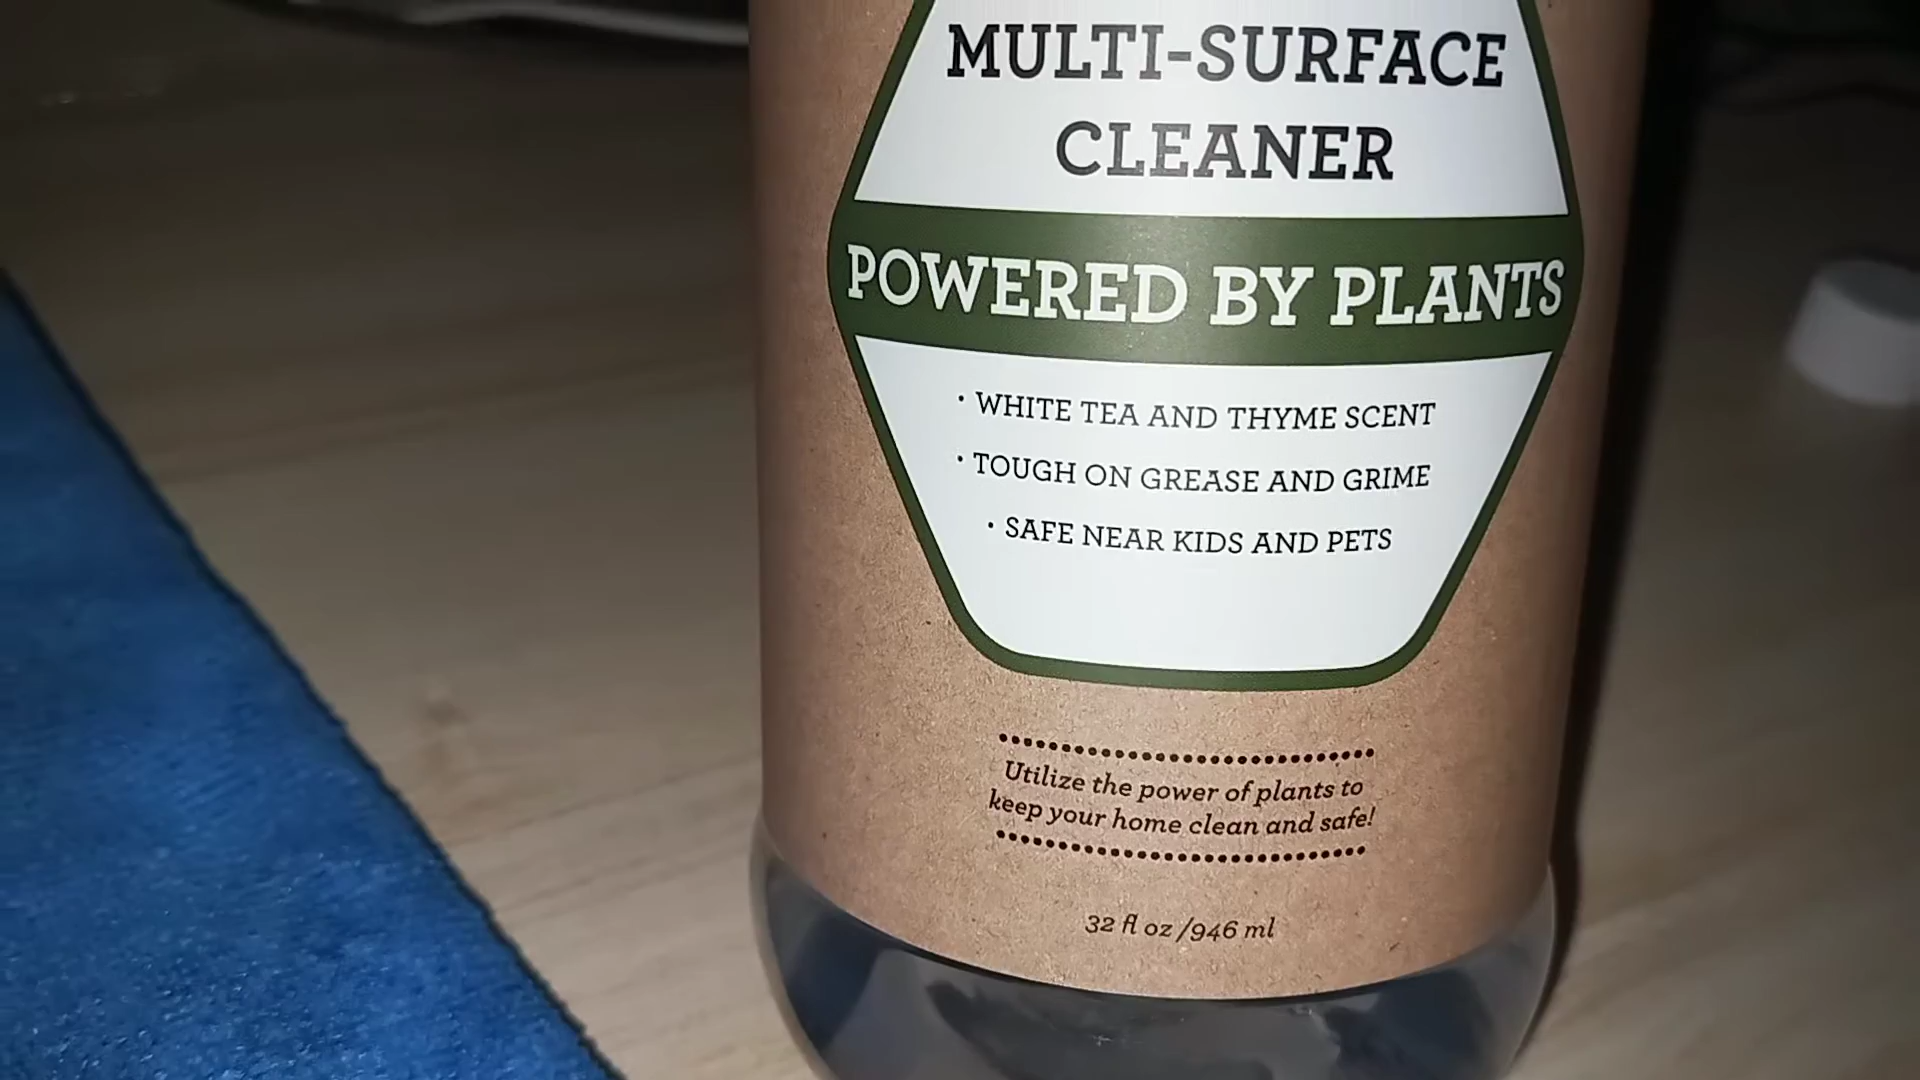 MULTI-SURFACE
CLEANER
POWERED BY PLANTS
· WHITE TEA AND THYME SCENT
· TOUGH ON GREASE AND GRIME
· SAFE NEAR KIDS AND PETS
Utilize the power of plants to
keep your home clean and safe!
32 fl oz/946 ml